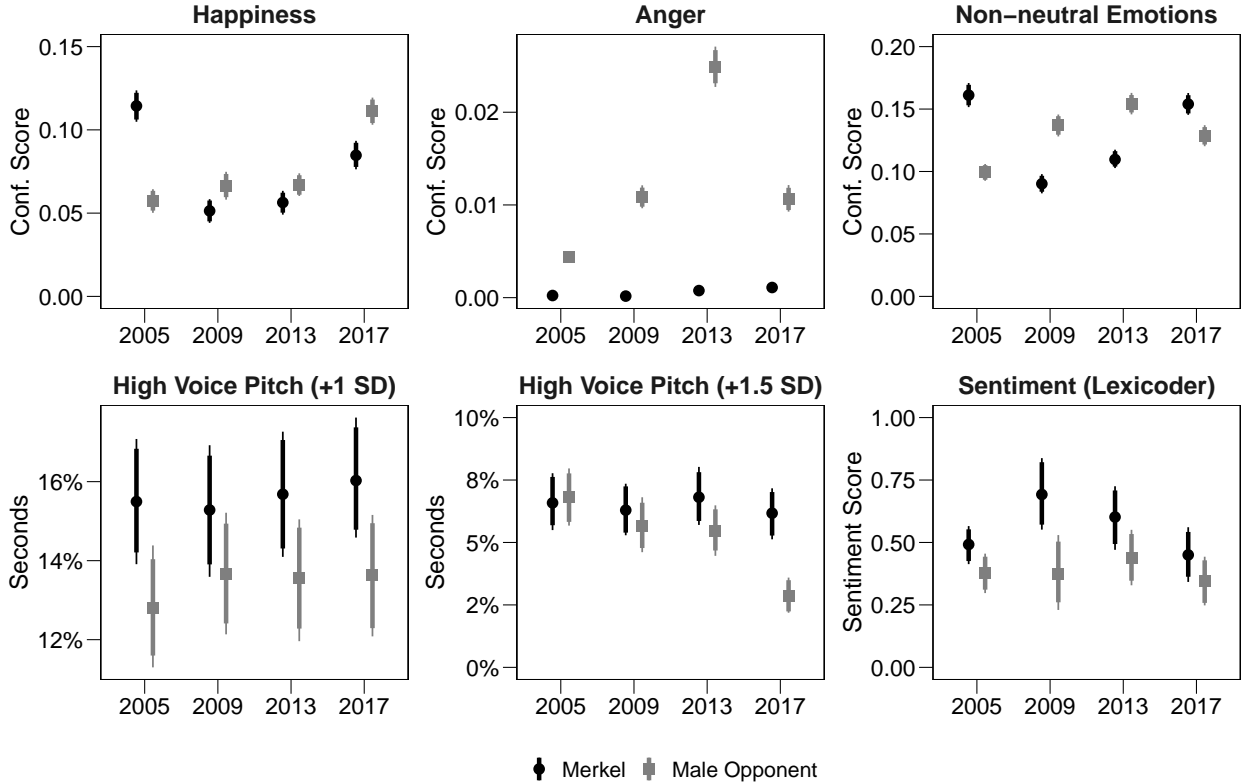 Happiness
Anger
Non−neutral Emotions
Conf. Score
0.15
0.10
0.05
0.00
2005 2009 2013 2017
Conf. Score
0.02
0.01
0.00
2005 2009 2013 2017
Conf. Score
0.20
0.15
0.10
0.05
0.00
2005 2009 2013 2017
High Voice Pitch (+1 SD)
High Voice Pitch (+1.5 SD)
Sentiment (Lexicoder)
Seconds
16%
14%
12%
2005 2009 2013 2017
Seconds
10%
8%
5%
2%
0%
2005 2009 2013 2017
Sentiment Score
1.00
0.75
0.50
0.25
0.00
2005 2009 2013 2017
Merkel Male Opponent